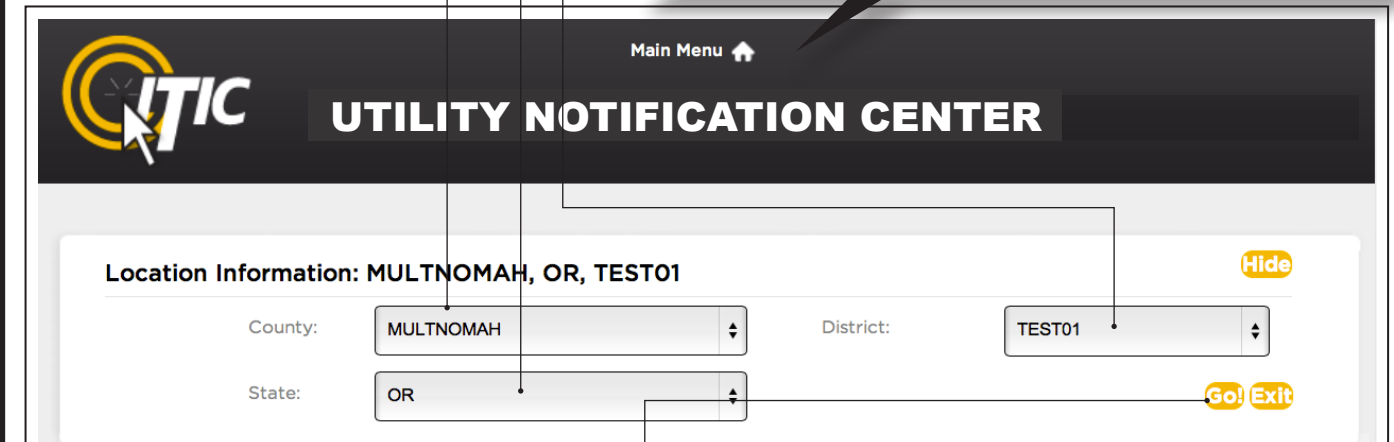 Main Menu
ITIC
UTILITY NOTIFICATION CENTER
Location Information: MULTNOMAH, OR, TEST01
Hide
County: MULTNOMAH District: TEST01
State: OR Go! Exit